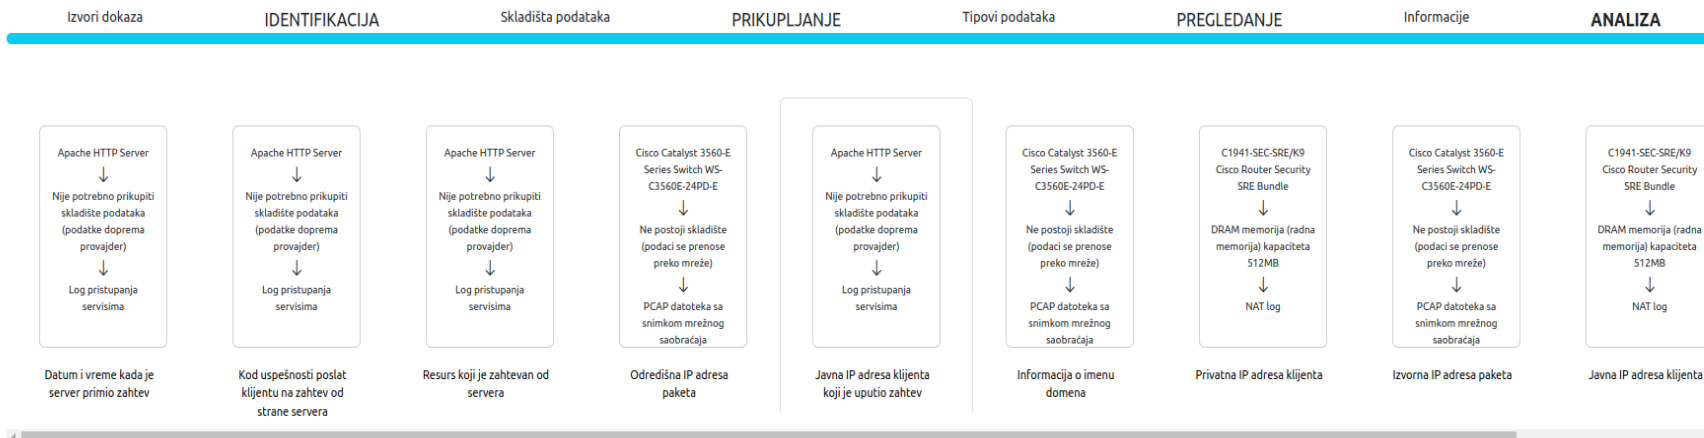 Izvori dokaza
IDENTIFIKACIJA
Skladišta podataka
PRIKUPLJANJE
Tipovi podataka
PREGLEDANJE
Informacije
ANALIZA
Apache HTTP Server
↓
Nije potrebno prikupiti
skladište podataka
(podatke doprema
provajder)
↓
Log pristupanja
servisima
Datum i vreme kada je
server primio zahtev
Apache HTTP Server
↓
Nije potrebno prikupiti
skladište podataka
(podatke doprema
provajder)
↓
Log pristupanja
servisima
Kod uspešnosti poslat
klijentu na zahtev od
strane servera
Apache HTTP Server
↓
Nije potrebno prikupiti
skladište podataka
(podatke doprema
provajder)
↓
Log pristupanja
servisima
Resurs koji je zahtevan od
servera
Cisco Catalyst 3560-E
Series Switch WS-
C3560E-24PD-E
↓
Ne postoji skladište
(podaci se prenose
preko mreže)
↓
PCAP datoteka sa
snimkom mrežnog
saobraćaja
Odredišna IP adresa
paketa
Apache HTTP Server
↓
Nije potrebno prikupiti
skladište podataka
(podatke doprema
provajder)
↓
Log pristupanja
servisima
Javna IP adresa klijenta
koji je uputio zahtev
Cisco Catalyst 3560-E
Series Switch WS-
C3560E-24PD-E
↓
Ne postoji skladište
(podaci se prenose
preko mreže)
↓
PCAP datoteka sa
snimkom mrežnog
saobraćaja
Informacija o imenu
domena
C1941-SEC-SRE/K9
Cisco Router Security
SRE Bundle
↓
DRAM memorija (radna
memorija) kapaciteta
512MB
↓
NAT log
Privatna IP adresa klijenta
Cisco Catalyst 3560-E
Series Switch WS-
C3560E-24PD-E
↓
Ne postoji skladište
(podaci se prenose
preko mreže)
↓
PCAP datoteka sa
snimkom mrežnog
saobraćaja
Izvorna IP adresa paketa
C1941-SEC-SRE/K9
Cisco Router Security
SRE Bundle
↓
DRAM memorija (radna
memorija) kapaciteta
512MB
↓
NAT log
Javna IP adresa klijenta